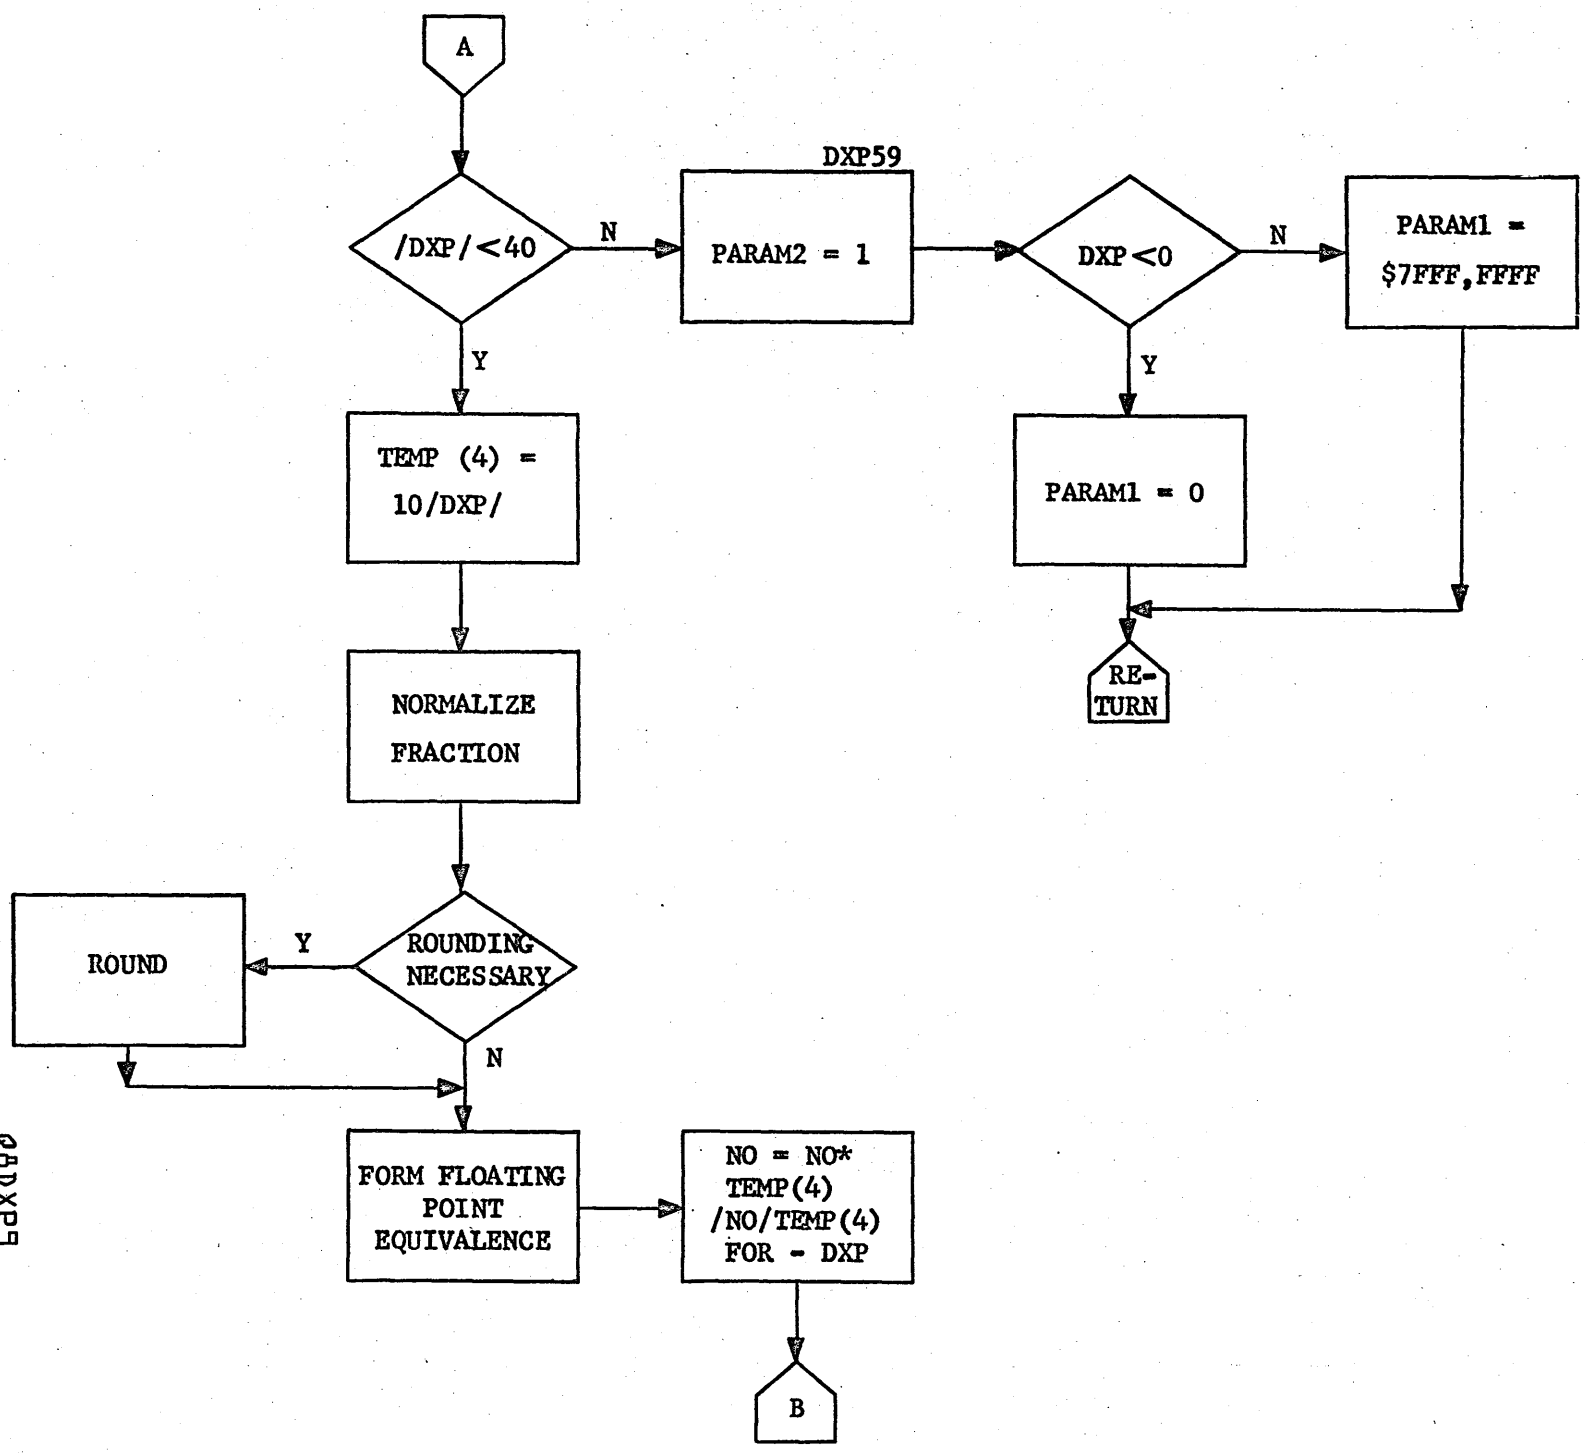 A
/DXP/<40
N
DXP59
PARAM2 = 1
DXP<0
N
PARAM1 =
$7FFF,FFFF
Y
TEMP (4) =
10/DXP/
Y
PARAM1 = 0
RE-
TURN
NORMALIZE
FRACTION
ROUNDING
NECESSARY
Y
ROUND
N
FORM FLOATING
POINT
EQUIVALENCE
NO = NO*
TEMP(4)
/NO/TEMP(4)
FOR - DXP
B